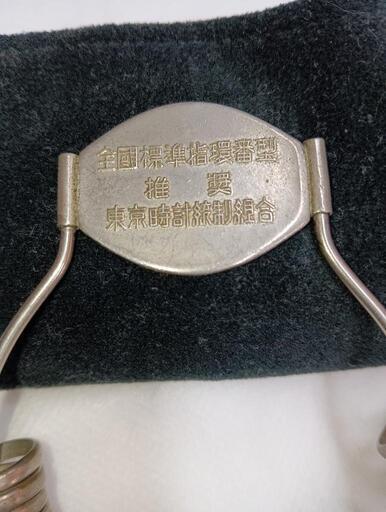 全國標準指環番型
推奨
東京時計統制組合